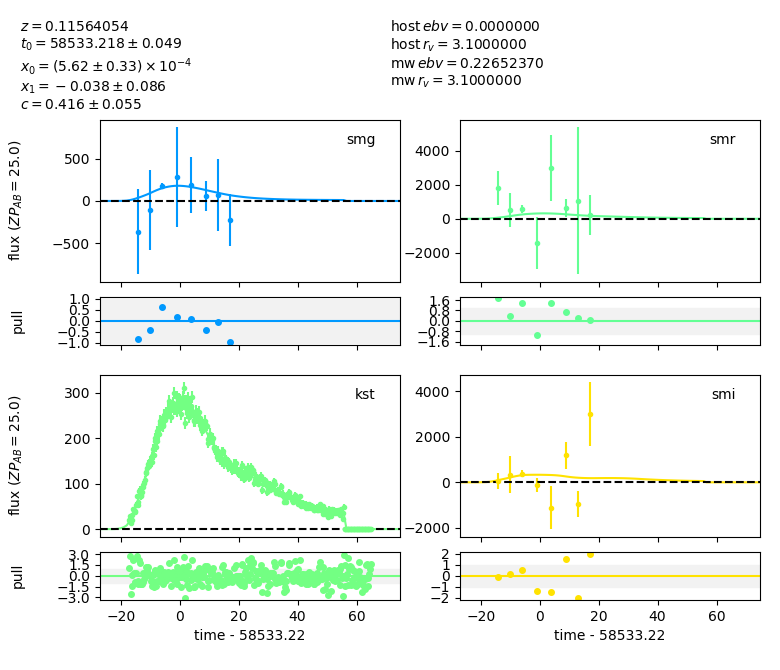 z = 0.11564054
t₀ = 58533.218 ± 0.049
x₀ = (5.62 ± 0.33) × 10⁻⁴
x₁ = −0.038 ± 0.086
c = 0.416 ± 0.055
host ebv = 0.0000000
host rᵥ = 3.1000000
mw ebv = 0.22652370
mw rᵥ = 3.1000000
smg
500
0
−500
flux (ZP_AB = 25.0)
smr
4000
2000
0
−2000
1.0
0.5
0.0
−0.5
−1.0
pull
1.6
0.8
0.0
−0.8
−1.6
kst
300
200
100
0
flux (ZP_AB = 25.0)
smi
4000
2000
0
−2000
3.0
1.5
0.0
−1.5
−3.0
pull
−20 0 20 40 60
time - 58533.22
2
1
0
−1
−2
−20 0 20 40 60
time - 58533.22